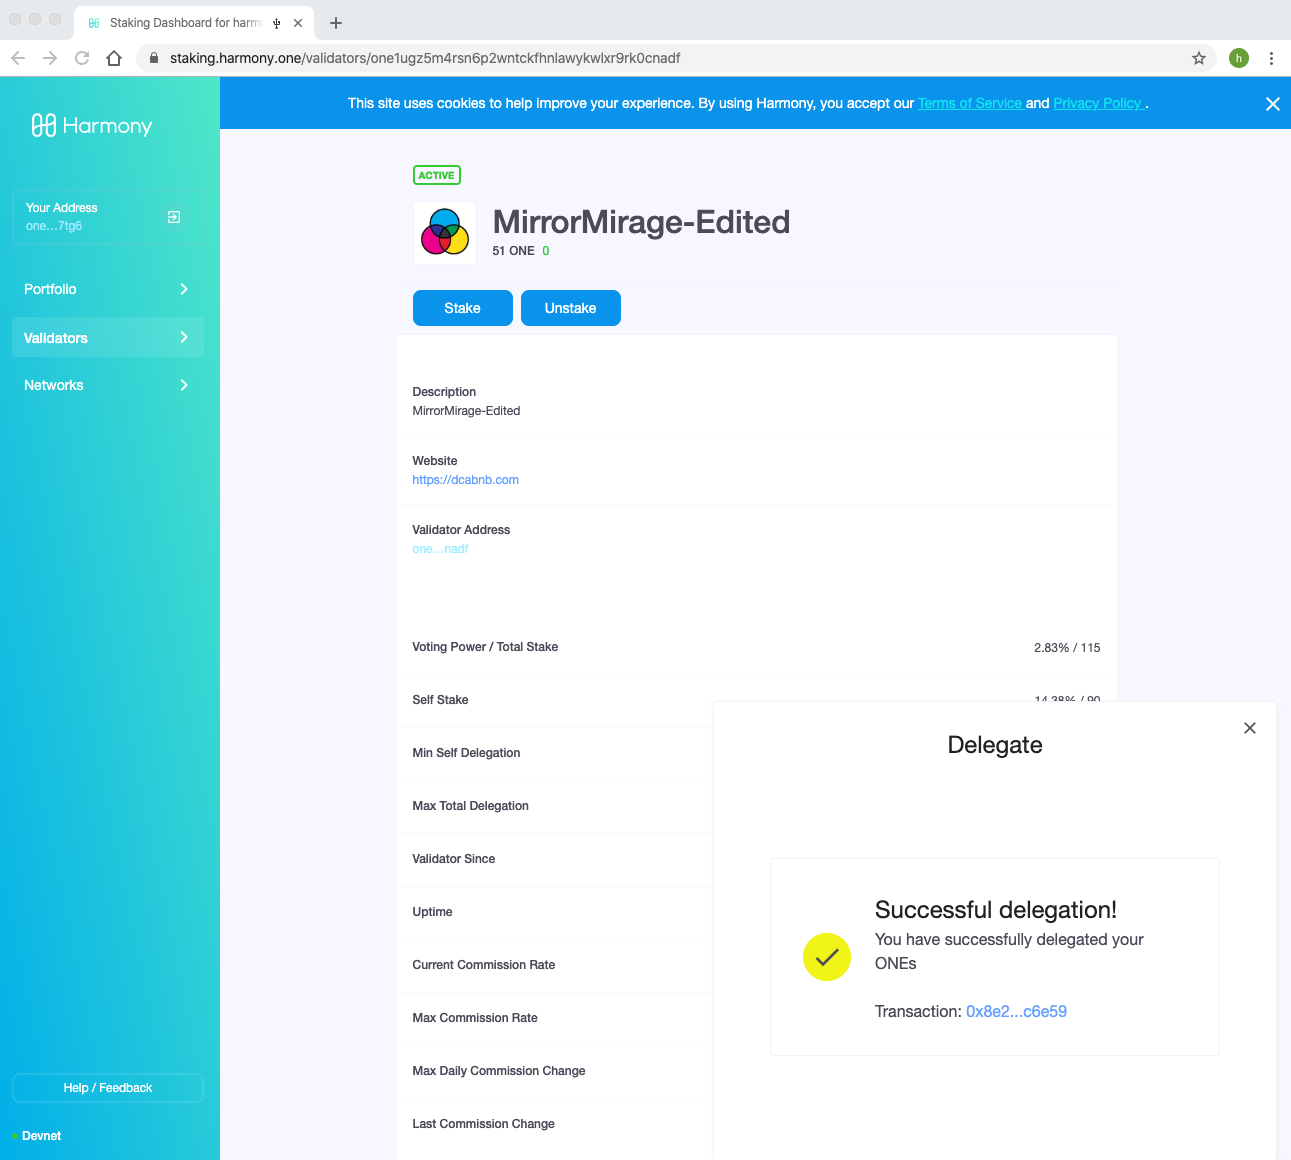 Staking Dashboard for harm
staking.harmony.one/validators/one1ugz5m4rsn6p2wntckfhnlawykwlxr9rk0cnadf
h
This site uses cookies to help improve your experience. By using Harmony, you accept our Terms of Service and Privacy Policy .
Harmony
Your Address
one...7tg6
Portfolio
Validators
Networks
Help / Feedback
Devnet
ACTIVE
MirrorMirage-Edited
51 ONE 0
Stake Unstake
Description
MirrorMirage-Edited
Website
https://dcabnb.com
Validator Address
one...nadf
Voting Power / Total Stake 2.83% / 115
Self Stake 14.38% / 90
Min Self Delegation
Max Total Delegation
Validator Since
Uptime
Current Commission Rate
Max Commission Rate
Max Daily Commission Change
Last Commission Change
Delegate
Successful delegation!
You have successfully delegated your
ONEs
Transaction: 0x8e2...c6e59